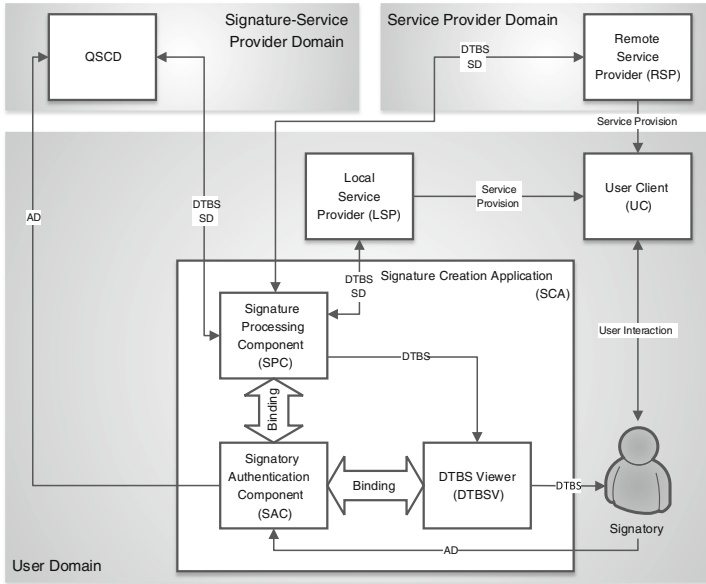 Signature-Service
Provider Domain
QSCD
Service Provider Domain
DTBS
SD
Remote
Service
Provider (RSP)
Service Provision
Local
Service
Provider (LSP)
Service
Provision
User Client
(UC)
AD
DTBS
SD
DTBS
SD
Signature Creation Application
(SCA)
Signature
Processing
Component
(SPC)
DTBS
User Interaction
Binding
Signatory
Authentication
Component
(SAC)
Binding
DTBS Viewer
(DTBSV)
DTBS
Signatory
AD
User Domain